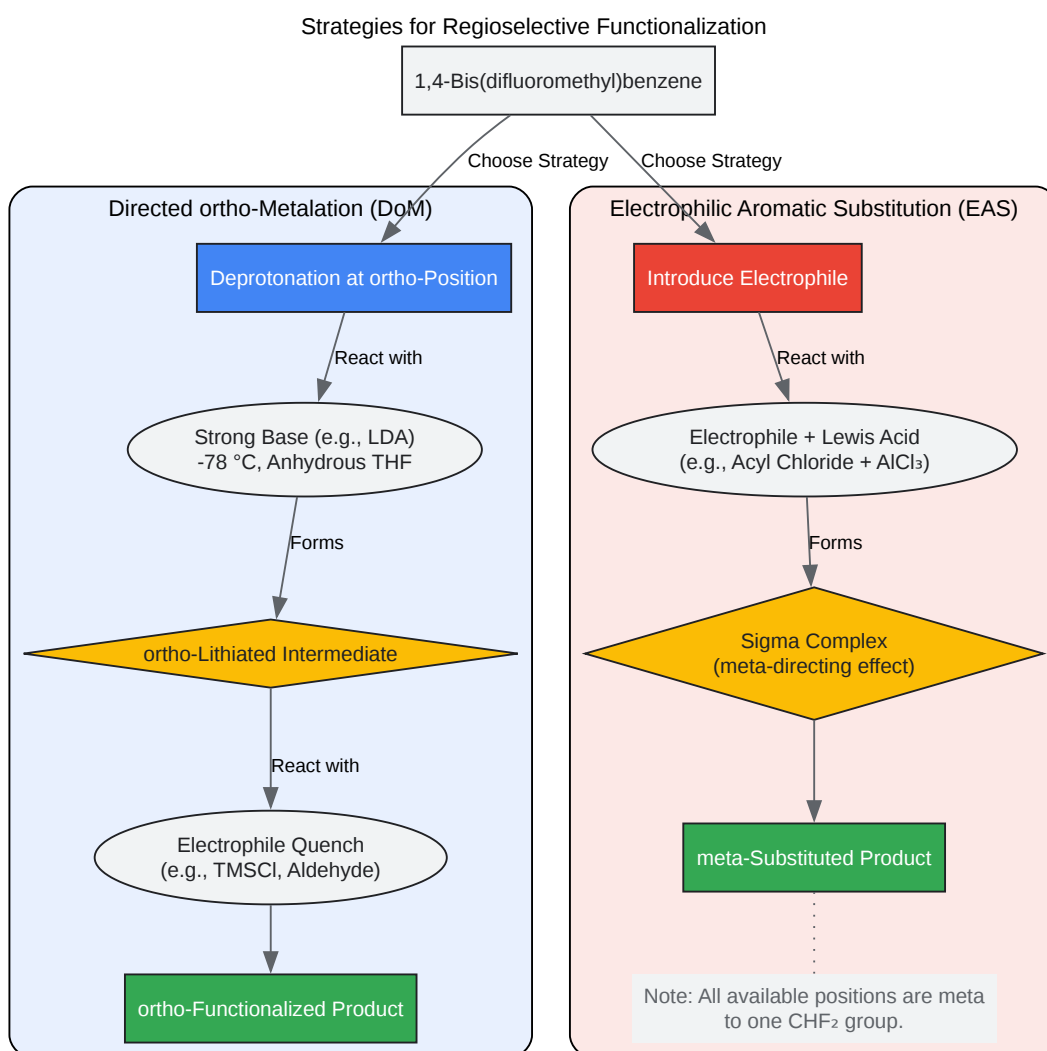 Strategies for Regioselective Functionalization
1,4-Bis(difluoromethyl)benzene
Choose Strategy
Choose Strategy
Directed ortho-Metalation (DoM)
Deprotonation at ortho-Position
React with
Strong Base (e.g., LDA)
-78 °C, Anhydrous THF
Forms
ortho-Lithiated Intermediate
React with
Electrophile Quench
(e.g., TMSCl, Aldehyde)
ortho-Functionalized Product
Electrophilic Aromatic Substitution (EAS)
Introduce Electrophile
React with
Electrophile + Lewis Acid
(e.g., Acyl Chloride + AlCl₃)
Forms
Sigma Complex
(meta-directing effect)
meta-Substituted Product
Note: All available positions are meta
to one CHF₂ group.